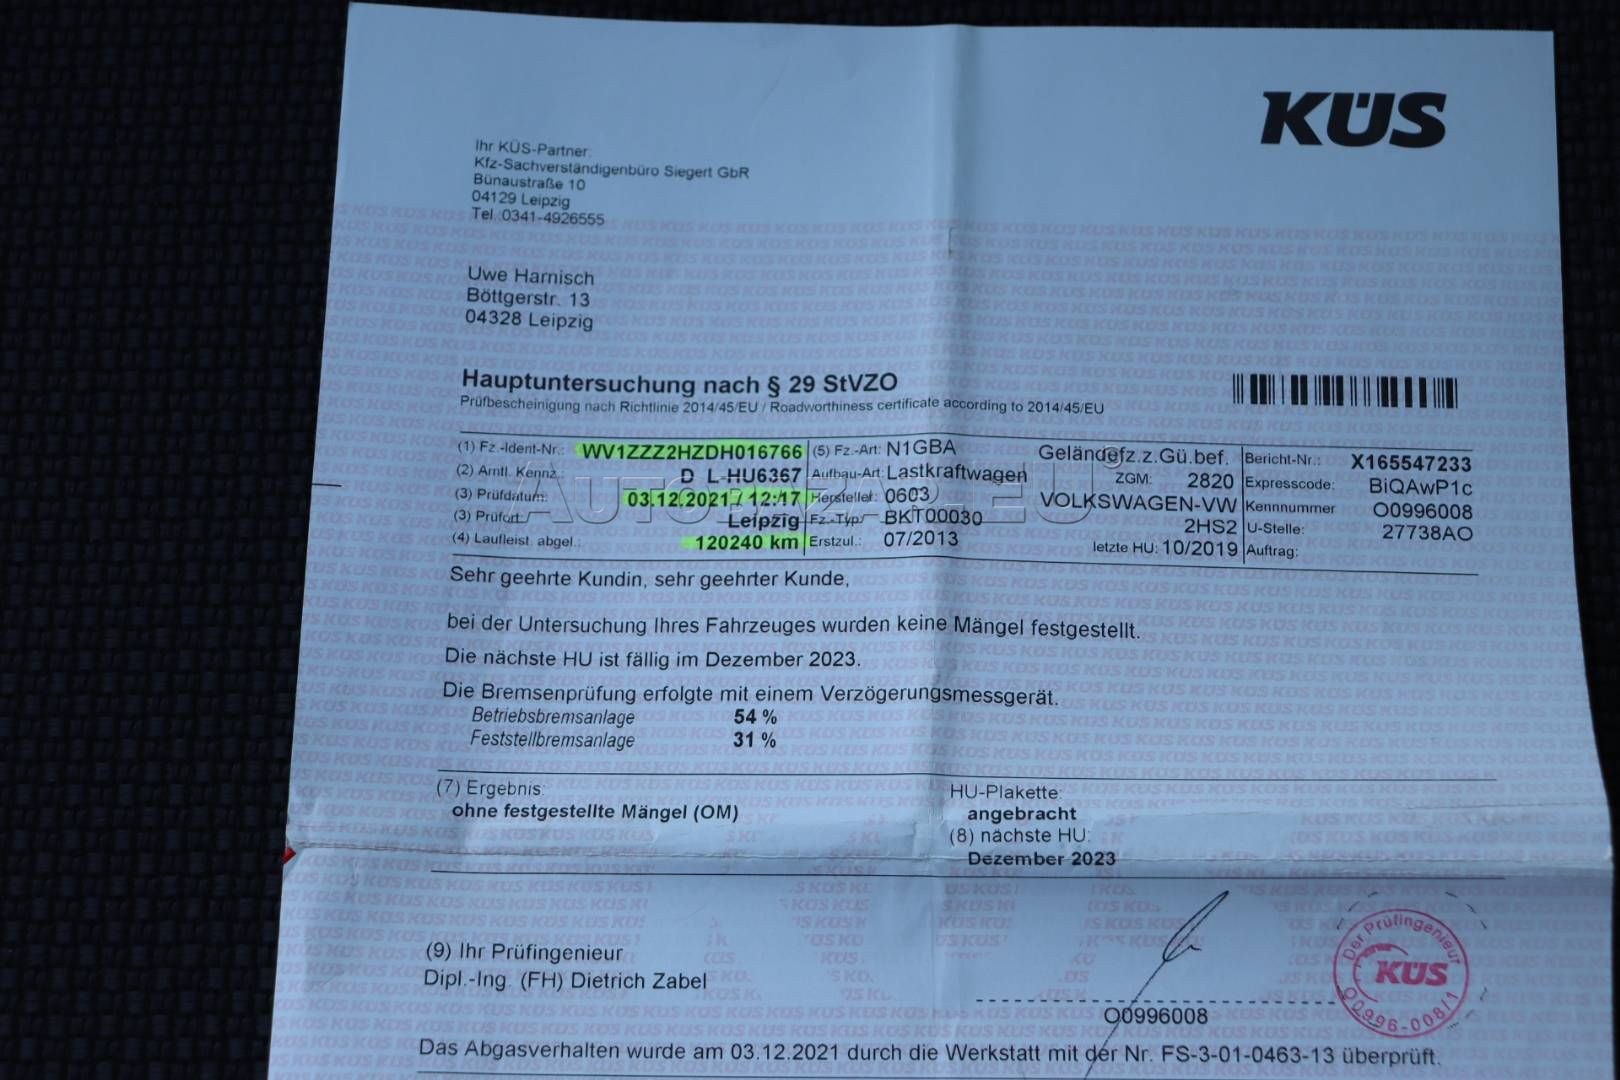 KÜS
Ihr KÜS-Partner:
Kfz-Sachverständigenbüro Siegert GbR
Bünaustraße 10
04129 Leipzig
Tel.:0341-4926555
Uwe Harnisch
Böttgerstr. 13
04328 Leipzig
Hauptuntersuchung nach § 29 StVZO
Prüfbescheinigung nach Richtlinie 2014/45/EU / Roadworthiness certificate according to 2014/45/EU
(1) Fz.-Ident-Nr.: WV1ZZZ2HZDH016766 (5) Fz.-Art: N1GBA Geländefz.z.Gü.bef. Bericht-Nr.: X165547233
(2) Amtl. Kennz.: D L-HU6367 Aufbau-Art: Lastkraftwagen ZGM: 2820 Expresscode: BiQAwP1c
(3) Prüfdatum: 03.12.2021 / 12:17 Hersteller: 0603 VOLKSWAGEN-VW Kennnummer O0996008
(3) Prüfort: Leipzig Fz.-Typ: BKT00030 2HS2 U-Stelle: 27738AO
(4) Laufleist. abgel.: 120240 km Erstzul.: 07/2013 letzte HU: 10/2019 Auftrag:
AUTOBAZAR.EU
Sehr geehrte Kundin, sehr geehrter Kunde,
bei der Untersuchung Ihres Fahrzeuges wurden keine Mängel festgestellt.
Die nächste HU ist fällig im Dezember 2023.
Die Bremsenprüfung erfolgte mit einem Verzögerungsmessgerät.
Betriebsbremsanlage 54 %
Feststellbremsanlage 31 %
(7) Ergebnis: HU-Plakette:
ohne festgestellte Mängel (OM) angebracht
(8) nächste HU:
Dezember 2023
(9) Ihr Prüfingenieur
Dipl.-Ing. (FH) Dietrich Zabel
Der Prüfingenieur
KÜS
O0996-008/1
O0996008
Das Abgasverhalten wurde am 03.12.2021 durch die Werkstatt mit der Nr. FS-3-01-0463-13 überprüft.